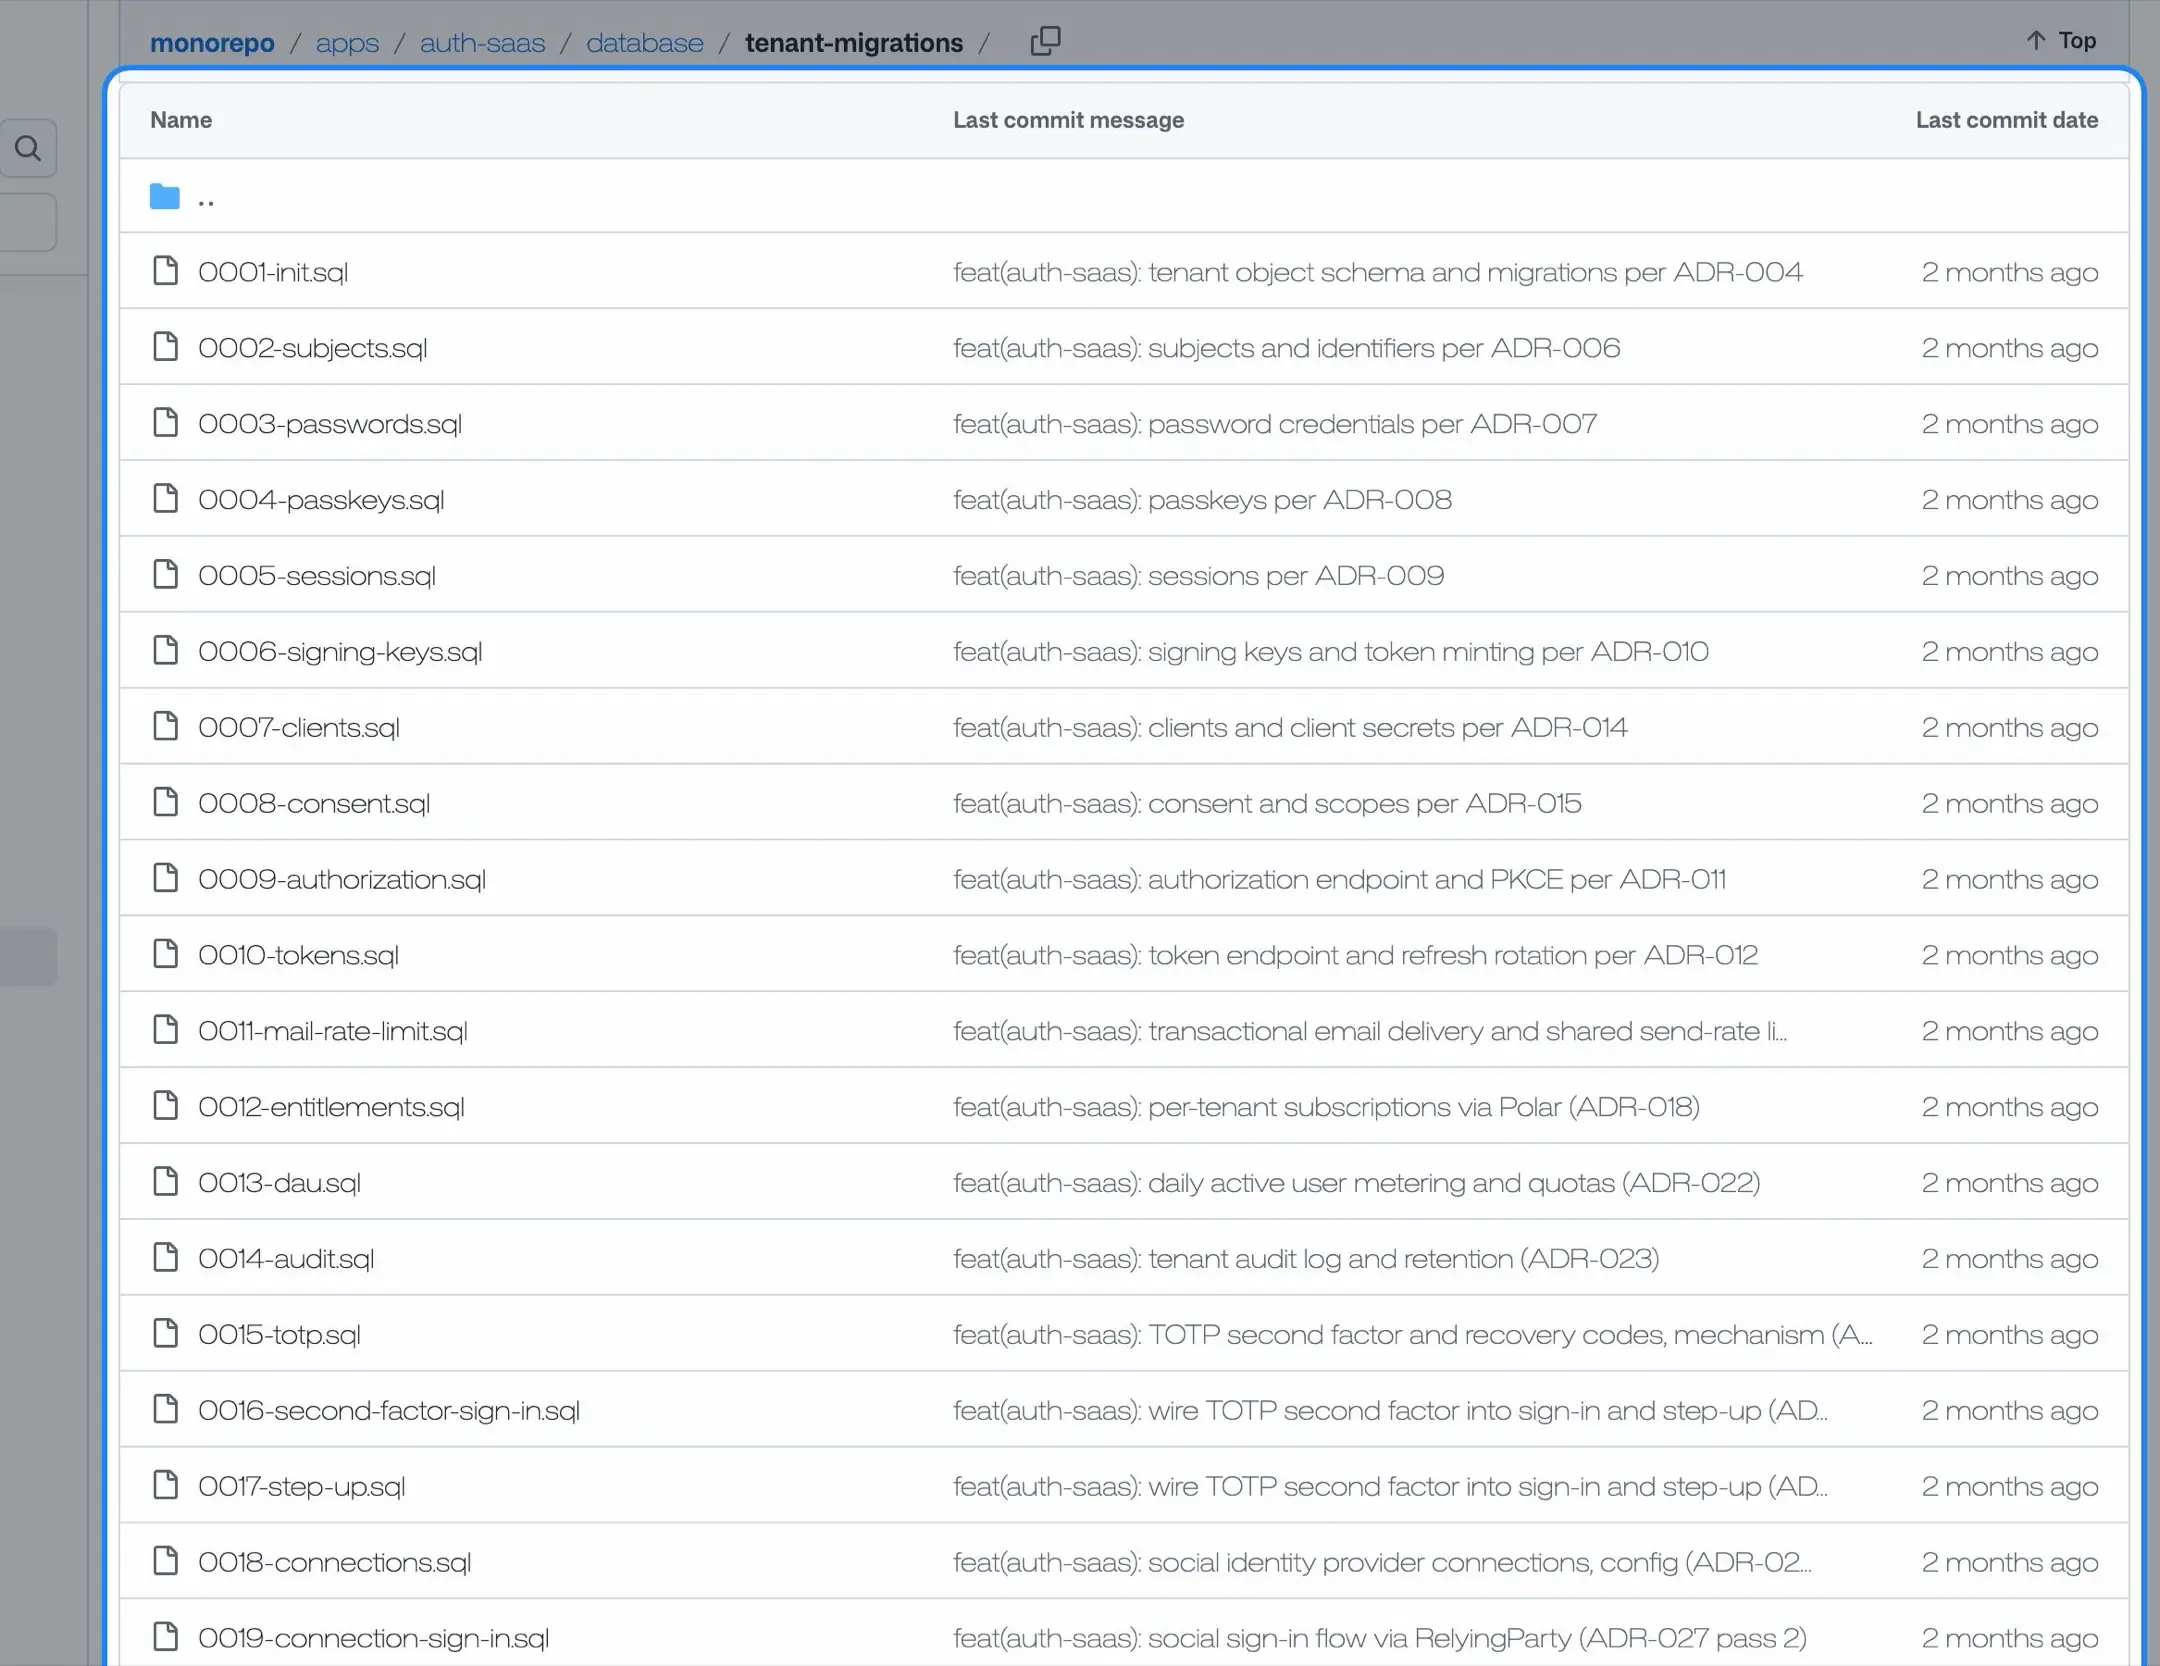 monorepo / apps / auth-saas / database / tenant-migrations /
Top
Name Last commit message Last commit date
..
0001-init.sql feat(auth-saas): tenant object schema and migrations per ADR-004 2 months ago
0002-subjects.sql feat(auth-saas): subjects and identifiers per ADR-006 2 months ago
0003-passwords.sql feat(auth-saas): password credentials per ADR-007 2 months ago
0004-passkeys.sql feat(auth-saas): passkeys per ADR-008 2 months ago
0005-sessions.sql feat(auth-saas): sessions per ADR-009 2 months ago
0006-signing-keys.sql feat(auth-saas): signing keys and token minting per ADR-010 2 months ago
0007-clients.sql feat(auth-saas): clients and client secrets per ADR-014 2 months ago
0008-consent.sql feat(auth-saas): consent and scopes per ADR-015 2 months ago
0009-authorization.sql feat(auth-saas): authorization endpoint and PKCE per ADR-011 2 months ago
0010-tokens.sql feat(auth-saas): token endpoint and refresh rotation per ADR-012 2 months ago
0011-mail-rate-limit.sql feat(auth-saas): transactional email delivery and shared send-rate li... 2 months ago
0012-entitlements.sql feat(auth-saas): per-tenant subscriptions via Polar (ADR-018) 2 months ago
0013-dau.sql feat(auth-saas): daily active user metering and quotas (ADR-022) 2 months ago
0014-audit.sql feat(auth-saas): tenant audit log and retention (ADR-023) 2 months ago
0015-totp.sql feat(auth-saas): TOTP second factor and recovery codes, mechanism (A... 2 months ago
0016-second-factor-sign-in.sql feat(auth-saas): wire TOTP second factor into sign-in and step-up (AD... 2 months ago
0017-step-up.sql feat(auth-saas): wire TOTP second factor into sign-in and step-up (AD... 2 months ago
0018-connections.sql feat(auth-saas): social identity provider connections, config (ADR-02... 2 months ago
0019-connection-sign-in.sql feat(auth-saas): social sign-in flow via RelyingParty (ADR-027 pass 2) 2 months ago